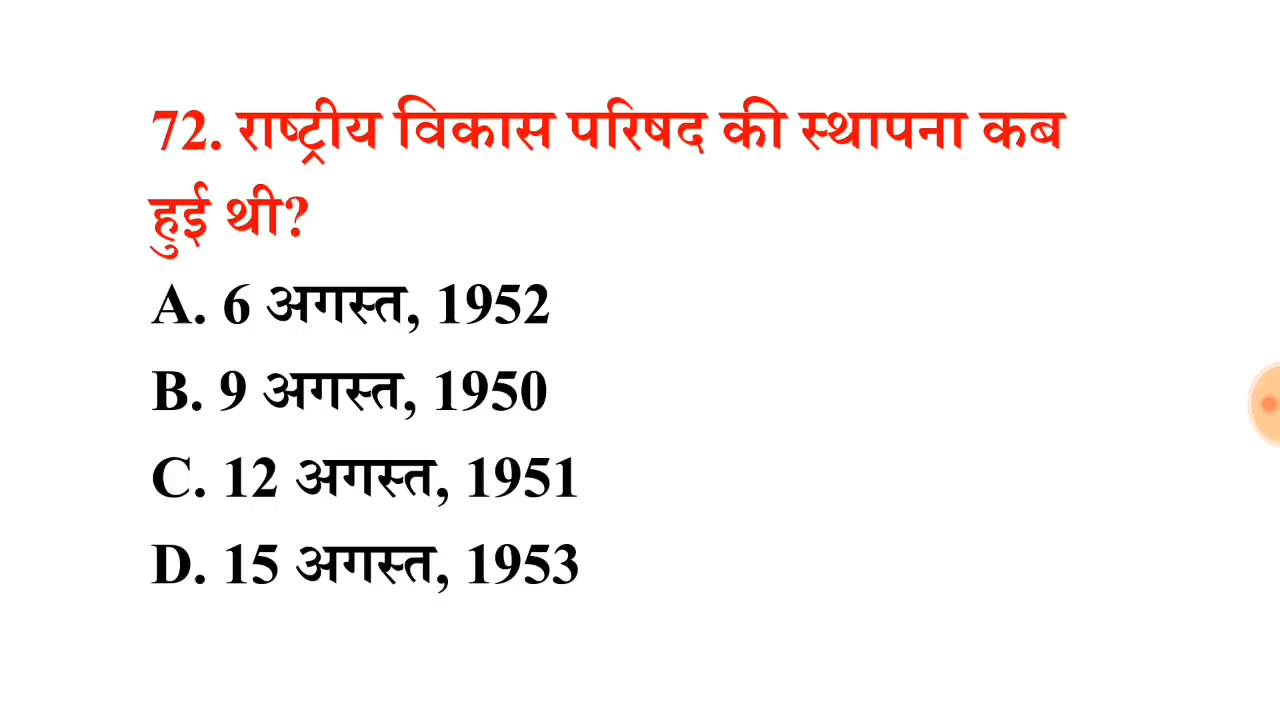 72. राष्ट्रीय विकास परिषद की स्थापना कब
हुई थी?
A. 6 अगस्त, 1952
B. 9 अगस्त, 1950
C. 12 अगस्त, 1951
D. 15 अगस्त, 1953